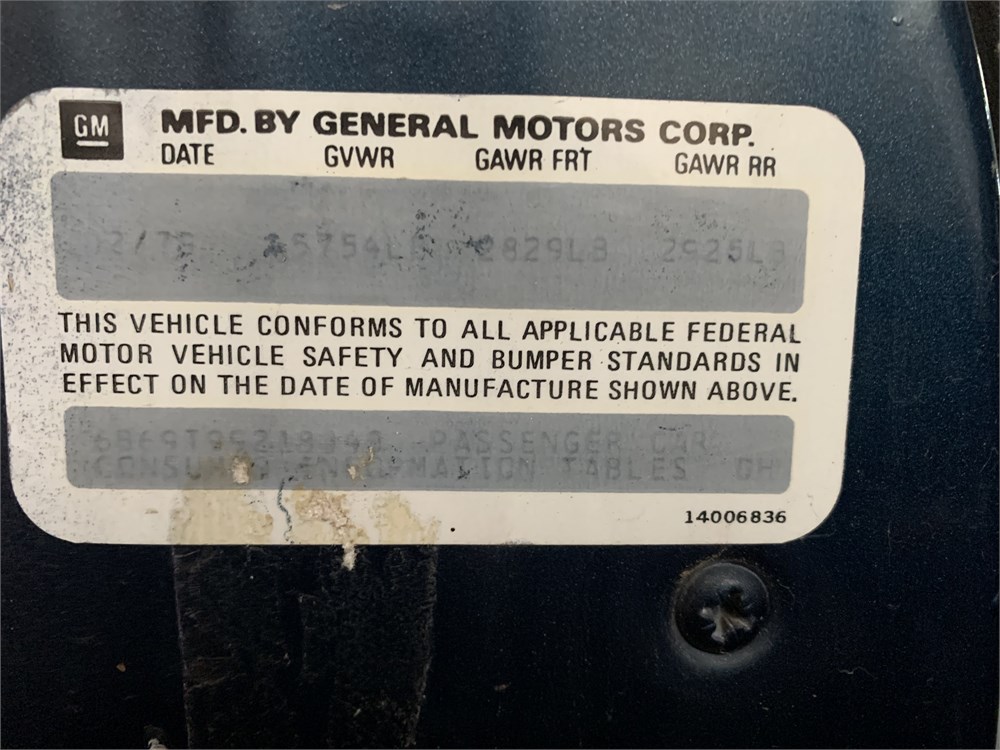 GM
MFD. BY GENERAL MOTORS CORP.
DATE GVWR GAWR FRT GAWR RR
2829LB
THIS VEHICLE CONFORMS TO ALL APPLICABLE FEDERAL
MOTOR VEHICLE SAFETY AND BUMPER STANDARDS IN
EFFECT ON THE DATE OF MANUFACTURE SHOWN ABOVE.
PASSENGER CAR
TABLES
14006836